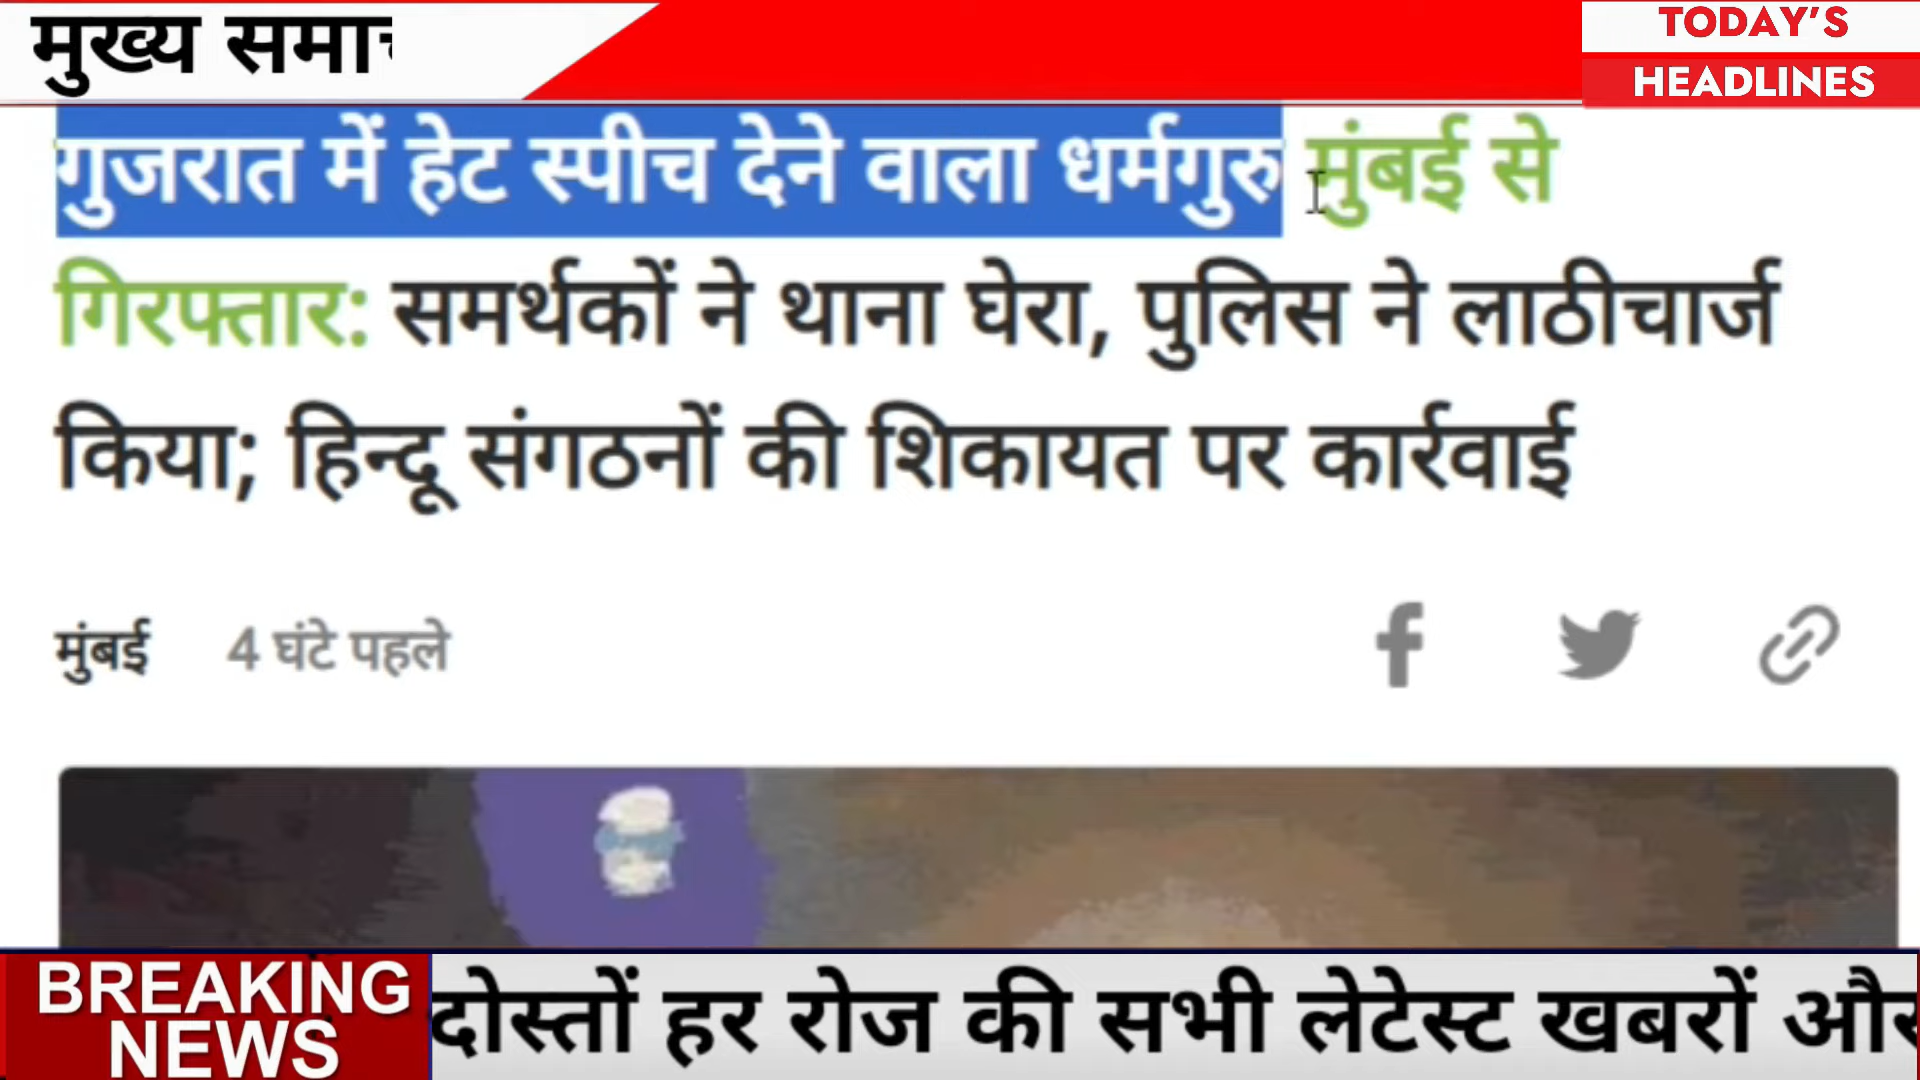 मुख्य समाच
TODAY'S
HEADLINES
गुजरात में हेट स्पीच देने वाला धर्मगुरु मुंबई से
गिरफ्तार: समर्थकों ने थाना घेरा, पुलिस ने लाठीचार्ज
किया; हिन्दू संगठनों की शिकायत पर कार्रवाई
मुंबई 4 घंटे पहले
BREAKING
NEWS
दोस्तों हर रोज की सभी लेटेस्ट खबरों और